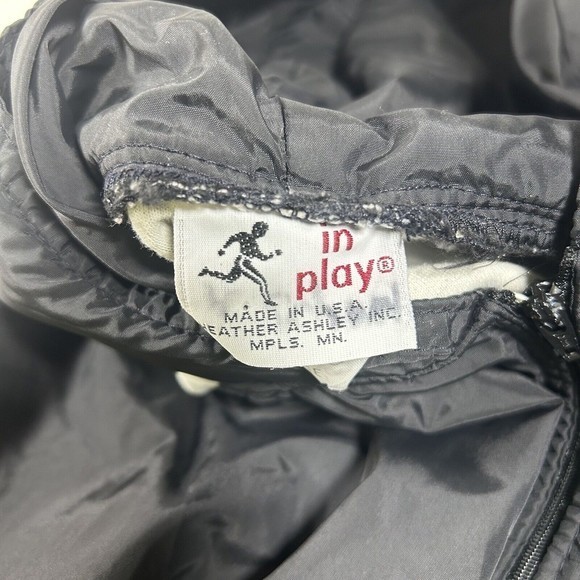 in
play®
MADE IN U.S.A.
EATHER ASHLEY INC.
MPLS. MN.